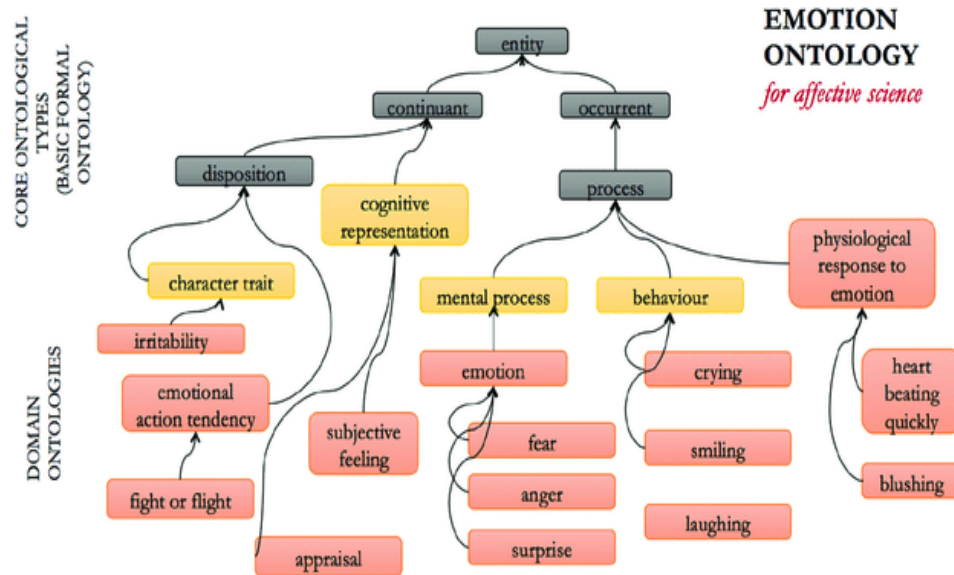 EMOTION
ONTOLOGY
for affective science
CORE ONTOLOGICAL
TYPES
(BASIC FORMAL
ONTOLOGY)
DOMAIN
ONTOLOGIES
entity
continuant
occurrent
disposition
process
cognitive
representation
physiological
response to
emotion
character trait
mental process
behaviour
irritability
emotion
crying
heart
beating
quickly
emotional
action tendency
subjective
feeling
fear
smiling
fight or flight
anger
blushing
laughing
appraisal
surprise